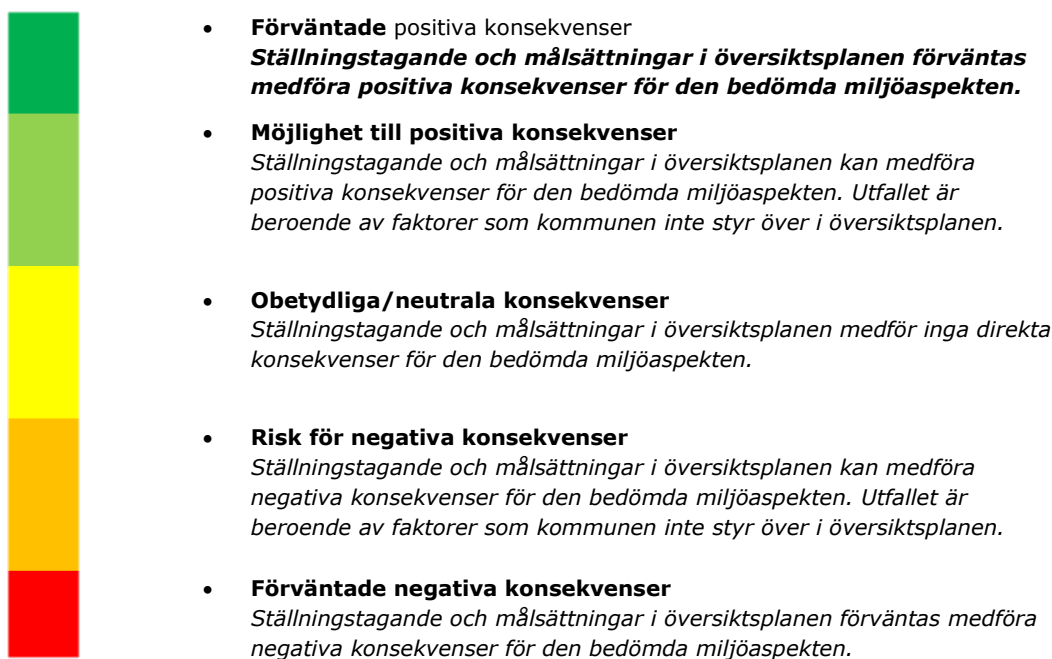 • Förväntade positiva konsekvenser
Ställningstagande och målsättningar i översiktsplanen förväntas
medföra positiva konsekvenser för den bedömda miljöaspekten.
• Möjlighet till positiva konsekvenser
Ställningstagande och målsättningar i översiktsplanen kan medföra
positiva konsekvenser för den bedömda miljöaspekten. Utfallet är
beroende av faktorer som kommunen inte styr över i översiktsplanen.
• Obetydliga/neutrala konsekvenser
Ställningstagande och målsättningar i översiktsplanen medför inga direkta
konsekvenser för den bedömda miljöaspekten.
• Risk för negativa konsekvenser
Ställningstagande och målsättningar i översiktsplanen kan medföra
negativa konsekvenser för den bedömda miljöaspekten. Utfallet är
beroende av faktorer som kommunen inte styr över i översiktsplanen.
• Förväntade negativa konsekvenser
Ställningstagande och målsättningar i översiktsplanen förväntas medföra
negativa konsekvenser för den bedömda miljöaspekten.